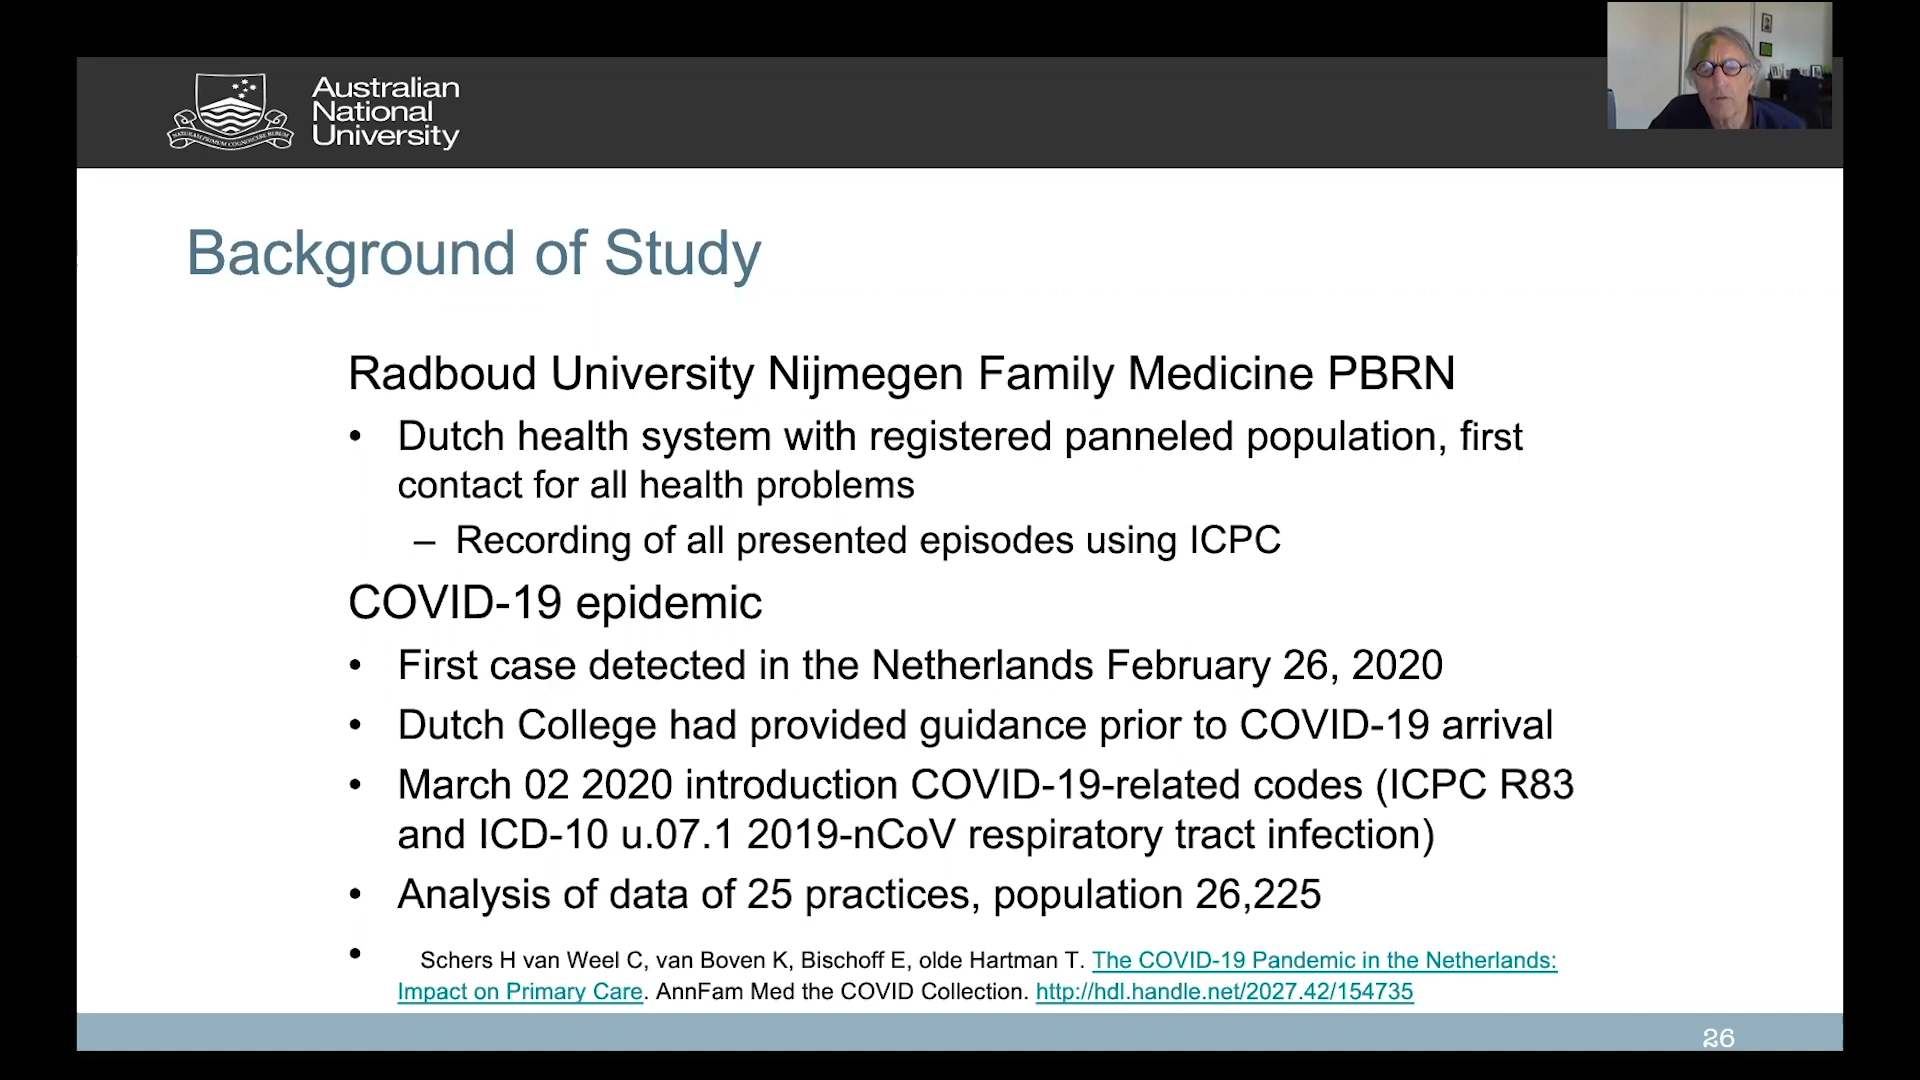 Australian
National
University
NATURAM PRIMUM COGNOSCERE RERUM
Background of Study
Radboud University Nijmegen Family Medicine PBRN
• Dutch health system with registered panneled population, first
contact for all health problems
– Recording of all presented episodes using ICPC
COVID-19 epidemic
• First case detected in the Netherlands February 26, 2020
• Dutch College had provided guidance prior to COVID-19 arrival
• March 02 2020 introduction COVID-19-related codes (ICPC R83
and ICD-10 u.07.1 2019-nCoV respiratory tract infection)
• Analysis of data of 25 practices, population 26,225
• Schers H van Weel C, van Boven K, Bischoff E, olde Hartman T. The COVID-19 Pandemic in the Netherlands:
Impact on Primary Care. AnnFam Med the COVID Collection. http://hdl.handle.net/2027.42/154735
26